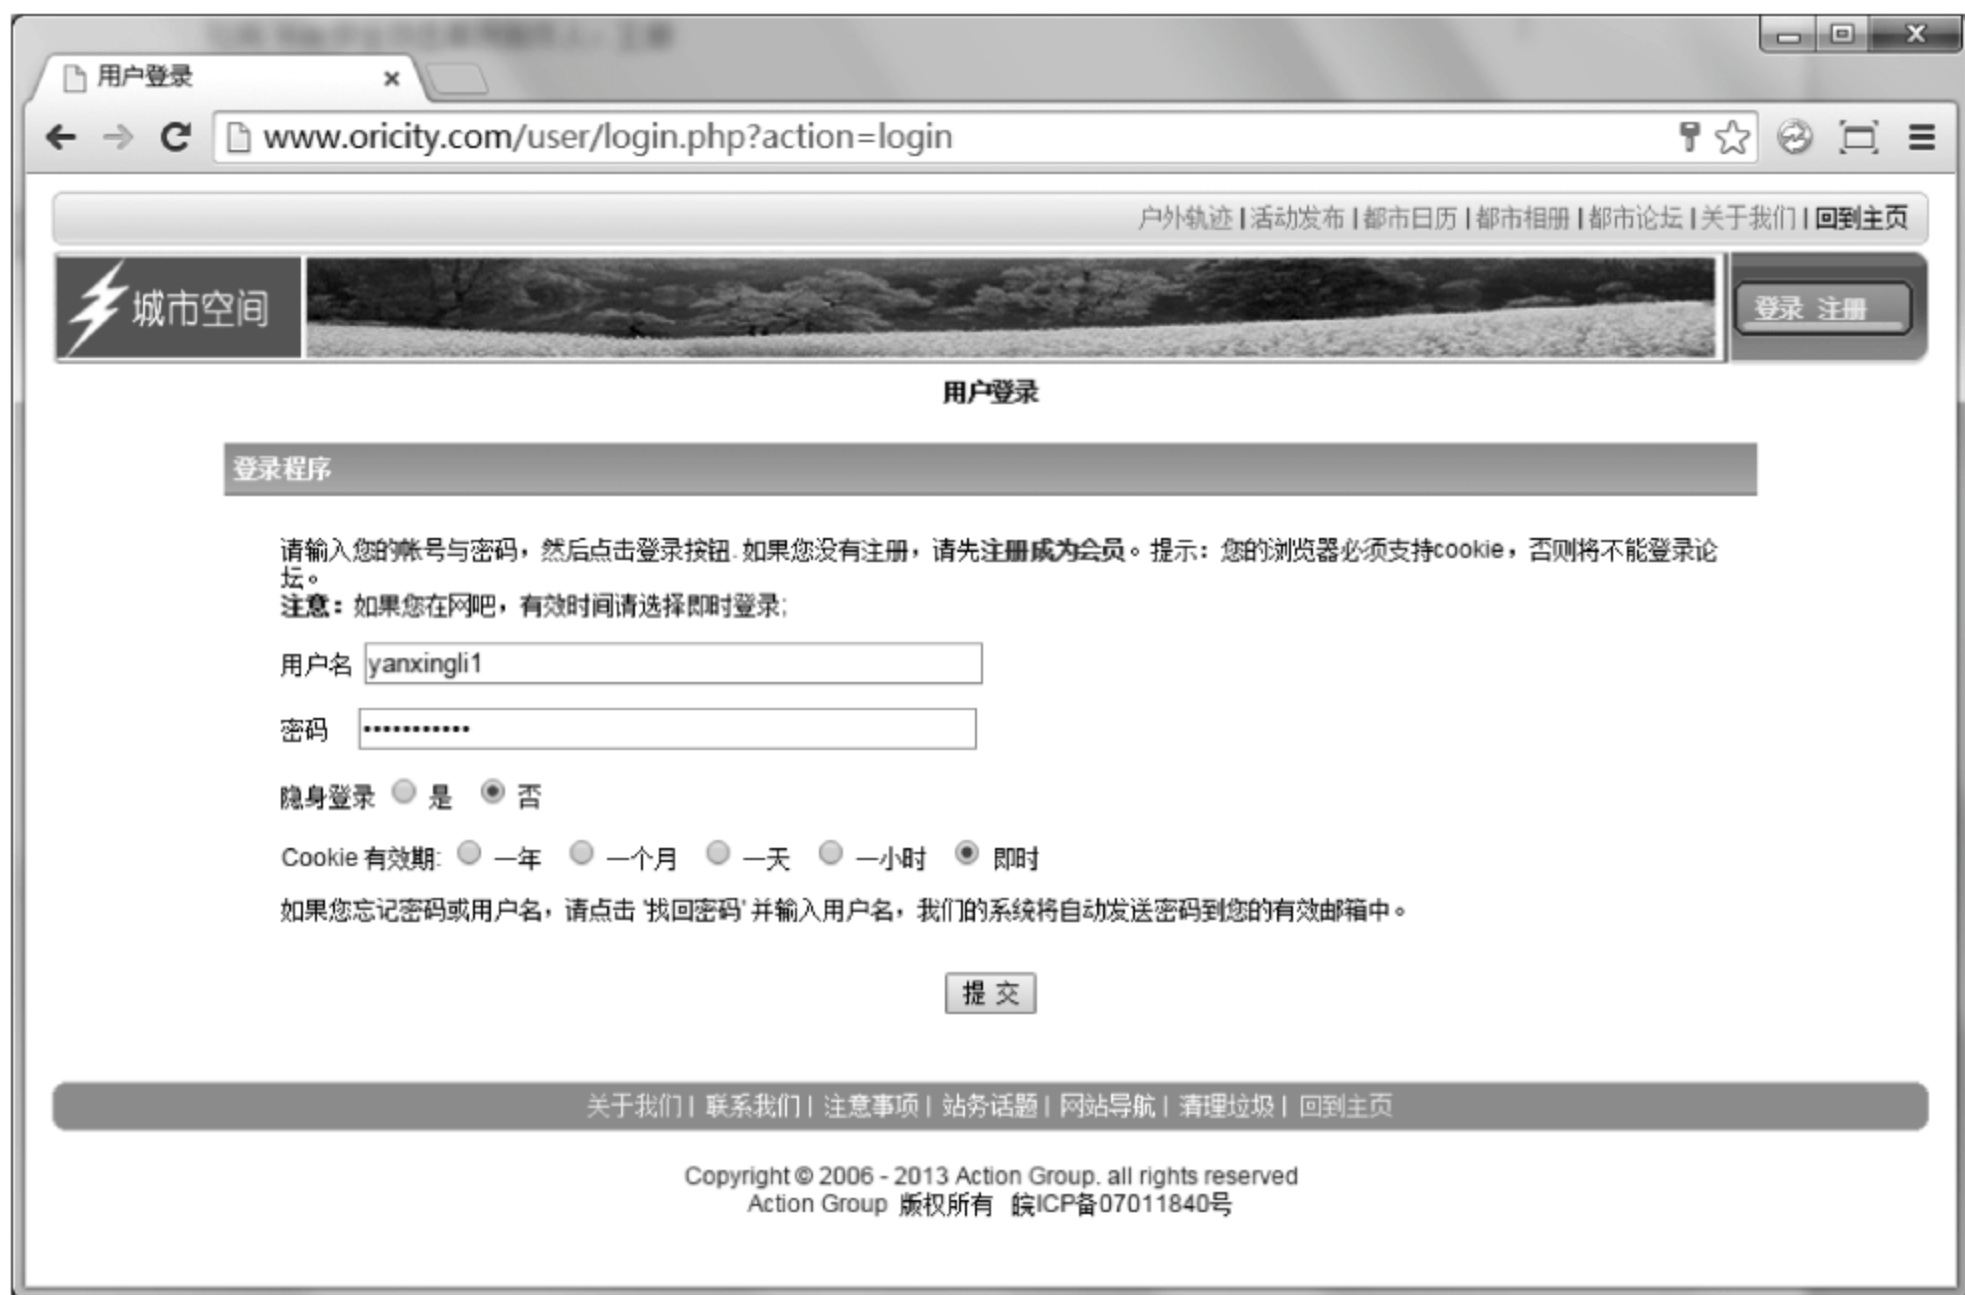 用户登录
www.oricity.com/user/login.php?action=login
户外轨迹 | 活动发布 | 都市日历 | 都市相册 | 都市论坛 | 关于我们 | 回到主页
城市空间
登录 注册
用户登录
登录程序
请输入您的帐号与密码，然后点击登录按钮. 如果您没有注册，请先注册成为会员。提示：您的浏览器必须支持cookie，否则将不能登录论
坛。
注意：如果您在网吧，有效时间请选择即时登录;
用户名 yanxingli1
密码 •••••••••••
隐身登录 是 否
Cookie 有效期: 一年 一个月 一天 一小时 即时
如果您忘记密码或用户名，请点击 '找回密码' 并输入用户名，我们的系统将自动发送密码到您的有效邮箱中。
提 交
关于我们 | 联系我们 | 注意事项 | 站务话题 | 网站导航 | 清理垃圾 | 回到主页
Copyright © 2006 - 2013 Action Group. all rights reserved
Action Group 版权所有 皖ICP备07011840号